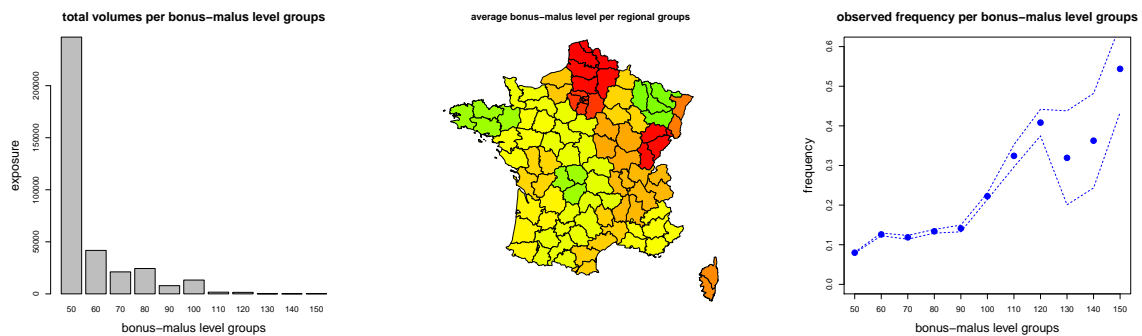 total volumes per bonus−malus level groups
exposure
200000
150000
100000
50000
0
50 60 70 80 90 100 110 120 130 140 150
bonus−malus level groups
average bonus−malus level per regional groups
observed frequency per bonus−malus level groups
frequency
0.6
0.5
0.4
0.3
0.2
0.1
0.0
50 60 70 80 90 100 110 120 130 140 150
bonus−malus level groups